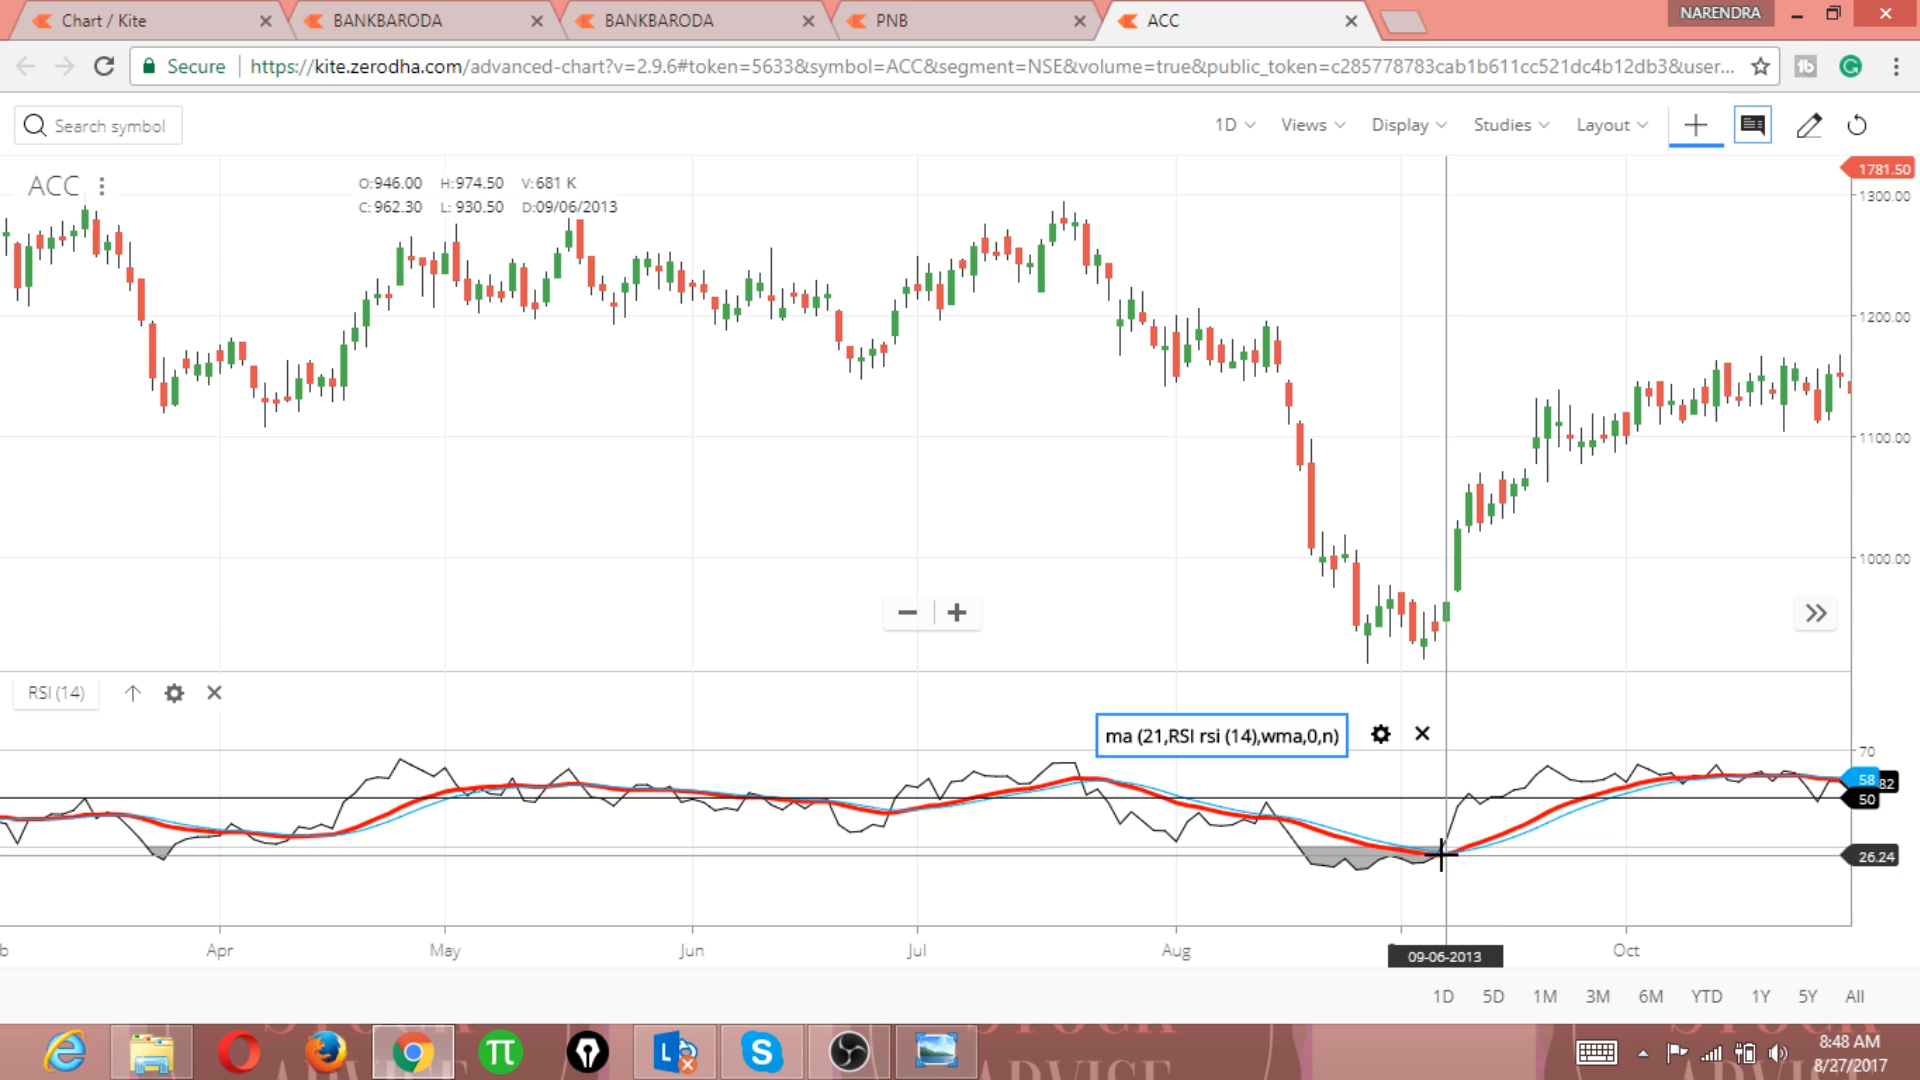 Chart / Kite
BANKBARODA
BANKBARODA
PNB
ACC
NARENDRA
Secure
https://kite.zerodha.com/advanced-chart?v=2.9.6#token=5633&symbol=ACC&segment=NSE&volume=true&public_token=c285778783cab1b611cc521dc4b12db3&user...
Search symbol
1D
Views
Display
Studies
Layout
ACC
O:946.00 H:974.50 V:681 K
C:962.30 L: 930.50 D:09/06/2013
1781.50
1300.00
1200.00
1100.00
1000.00
RSI (14)
ma (21,RSI rsi (14),wma,0,n)
70
58
82
50
26.24
b
Apr
May
Jun
Jul
Aug
09-06-2013
Oct
1D 5D 1M 3M 6M YTD 1Y 5Y All
8:48 AM
8/27/2017